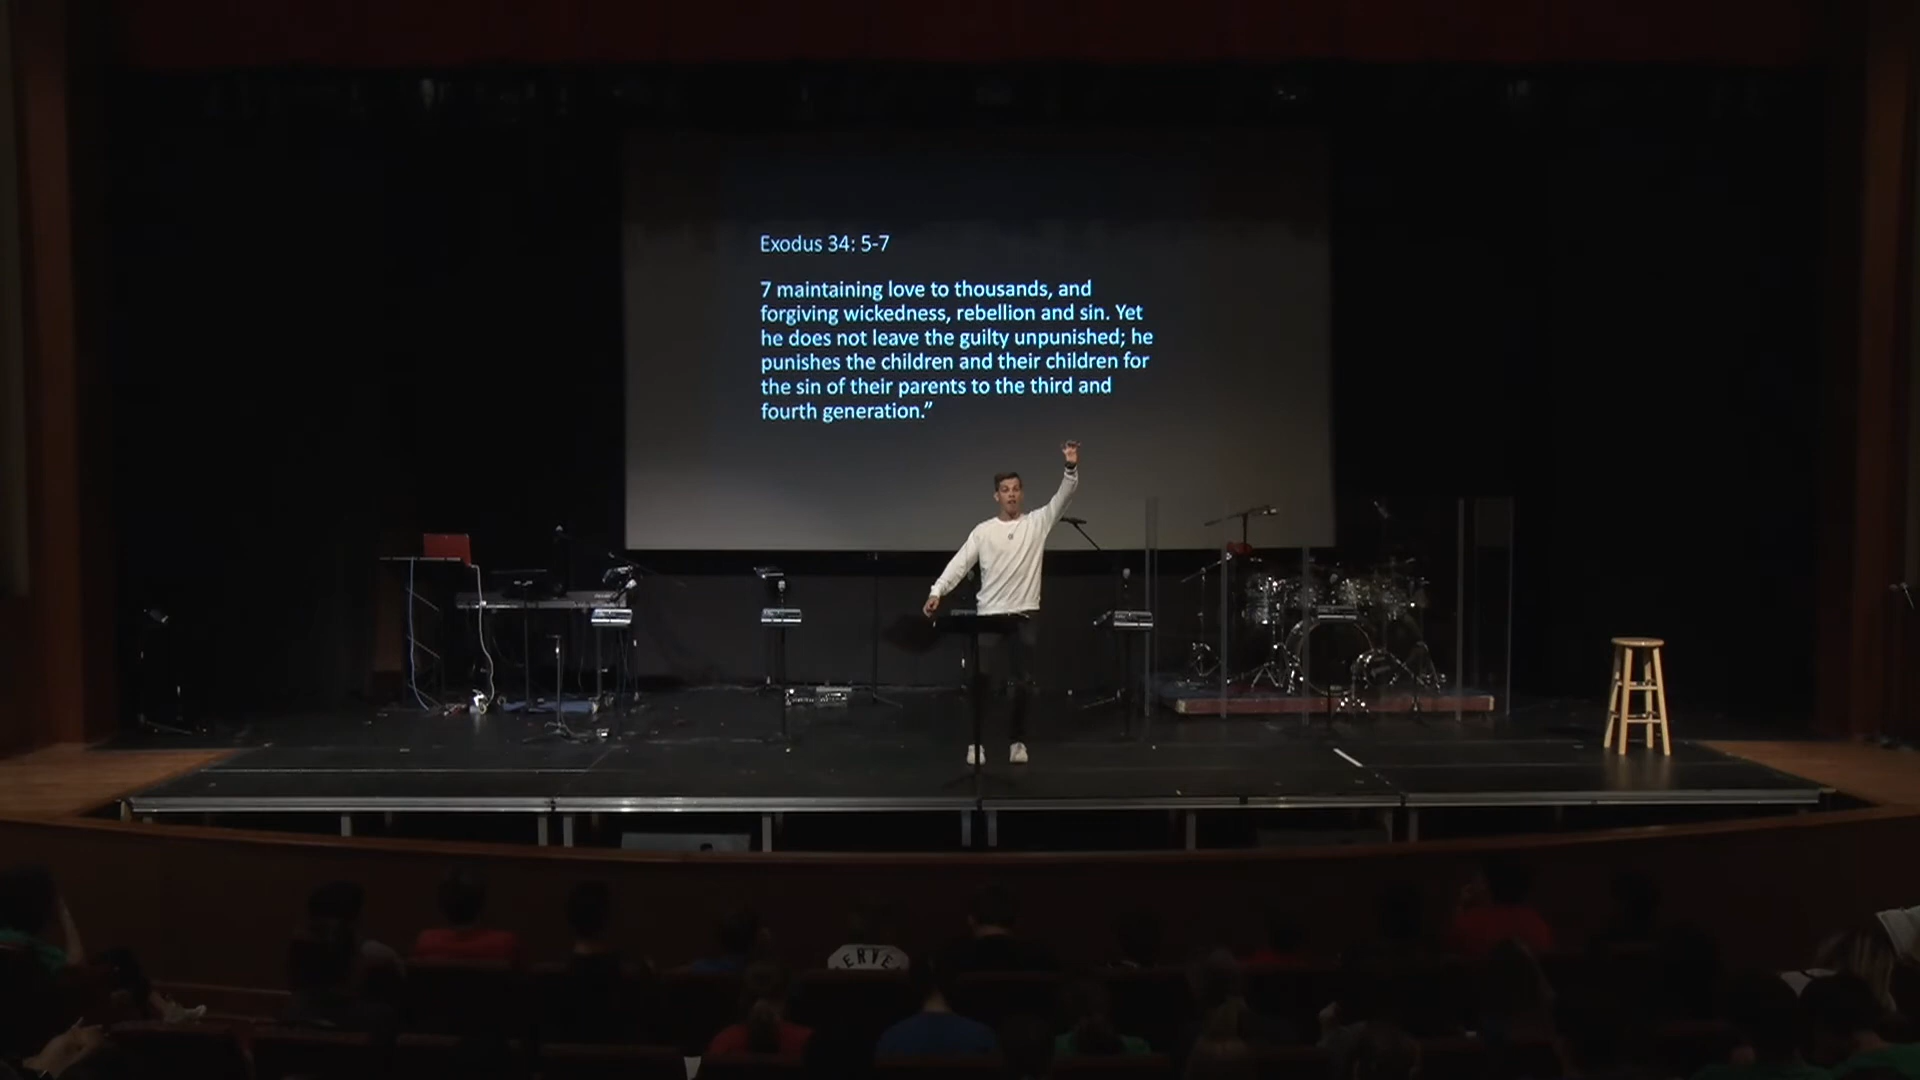 Exodus 34: 5-7
7 maintaining love to thousands, and
forgiving wickedness, rebellion and sin. Yet
he does not leave the guilty unpunished; he
punishes the children and their children for
the sin of their parents to the third and
fourth generation.”
ERVE